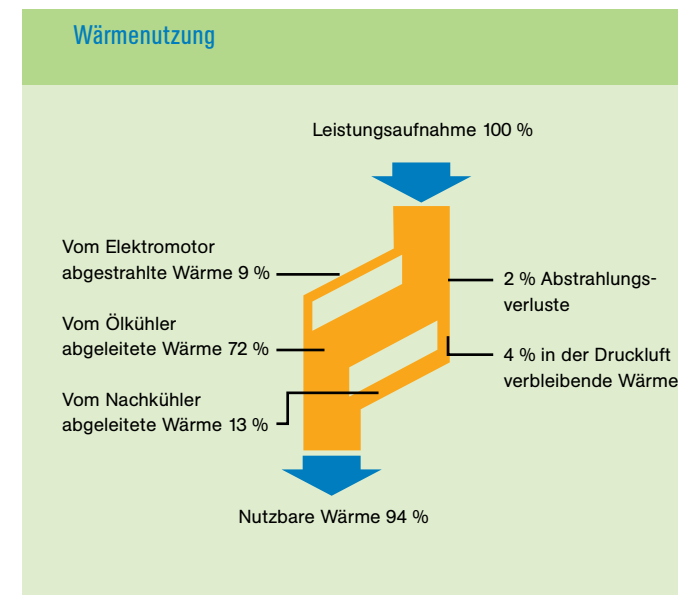 Wärmenutzung
Leistungsaufnahme 100 %
Vom Elektromotor
abgestrahlte Wärme 9 %
2 % Abstrahlungs-
verluste
Vom Ölkühler
abgeleitete Wärme 72 %
4 % in der Druckluft
verbleibende Wärme
Vom Nachkühler
abgeleitete Wärme 13 %
Nutzbare Wärme 94 %